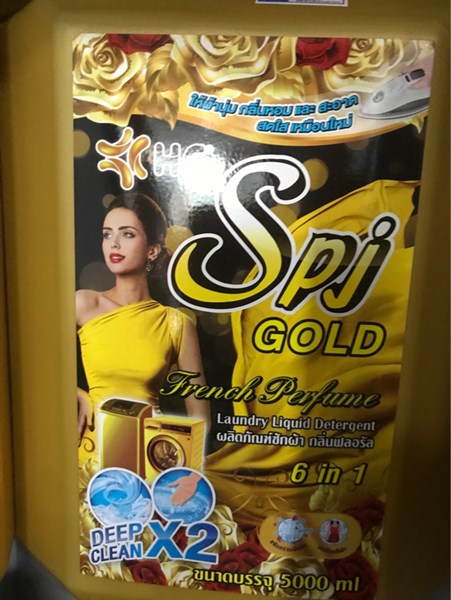 ให้ผ้านุ่ม กลิ่นหอม และ สะอาด
สดใส เหมือนใหม่
Spj
GOLD
French Perfume
Laundry Liquid Detergent
ผลิตภัณฑ์ซักผ้า กลิ่นฟลอรัล
6 in 1
DEEP
CLEAN X2
ขนาดบรรจุ 5000 ml